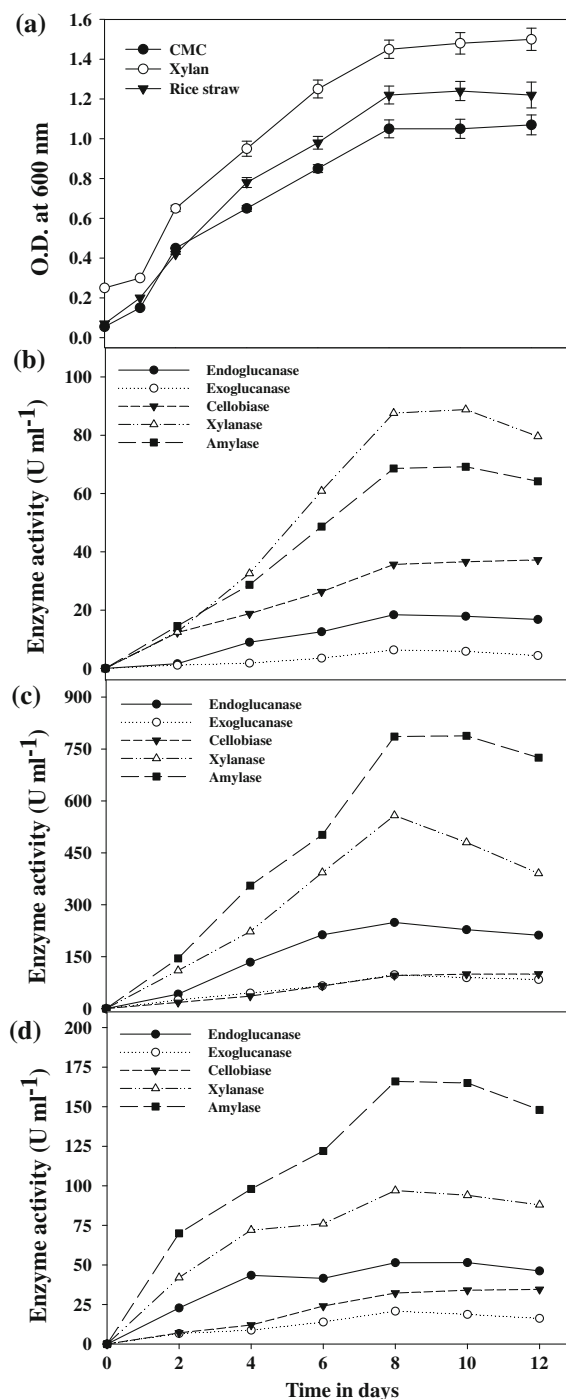 (a)
1.6
1.4
1.2
1.0
0.8
0.6
0.4
0.2
0.0
O.D. at 600 nm
CMC
Xylan
Rice straw
(b)
100
80
60
40
20
0
Enzyme activity (U ml⁻¹)
Endoglucanase
Exoglucanase
Cellobiase
Xylanase
Amylase
(c)
900
750
600
450
300
150
0
Enzyme activity (U ml⁻¹)
Endoglucanase
Exoglucanase
Cellobiase
Xylanase
Amylase
(d)
200
175
150
125
100
75
50
25
0
Enzyme activity (U ml⁻¹)
Endoglucanase
Exoglucanase
Cellobiase
Xylanase
Amylase
0 2 4 6 8 10 12
Time in days